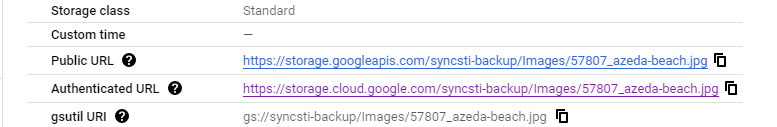 Storage class Standard
Custom time —
Public URL ? https://storage.googleapis.com/syncsti-backup/Images/57807_azeda-beach.jpg
Authenticated URL ? https://storage.cloud.google.com/syncsti-backup/Images/57807_azeda-beach.jpg
gsutil URI ? gs://syncsti-backup/Images/57807_azeda-beach.jpg